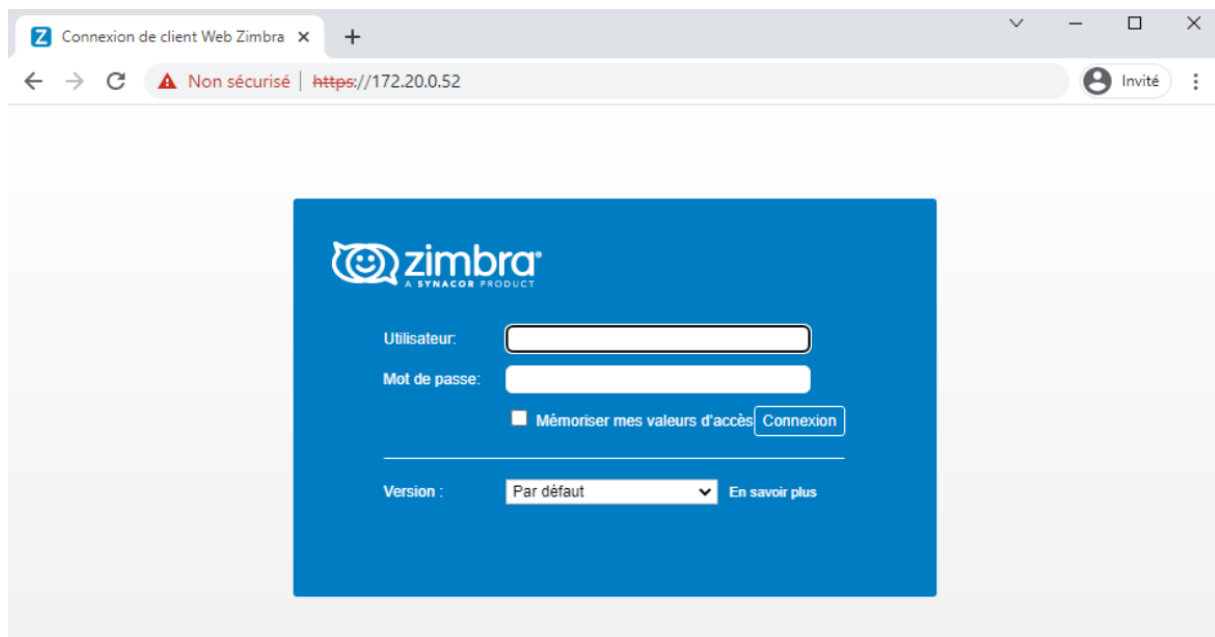 Z Connexion de client Web Zimbra
Non sécurisé | https://172.20.0.52
Invité
zimbra®
A SYNACOR PRODUCT
Utilisateur:
Mot de passe:
Mémoriser mes valeurs d'accès Connexion
Version : Par défaut En savoir plus